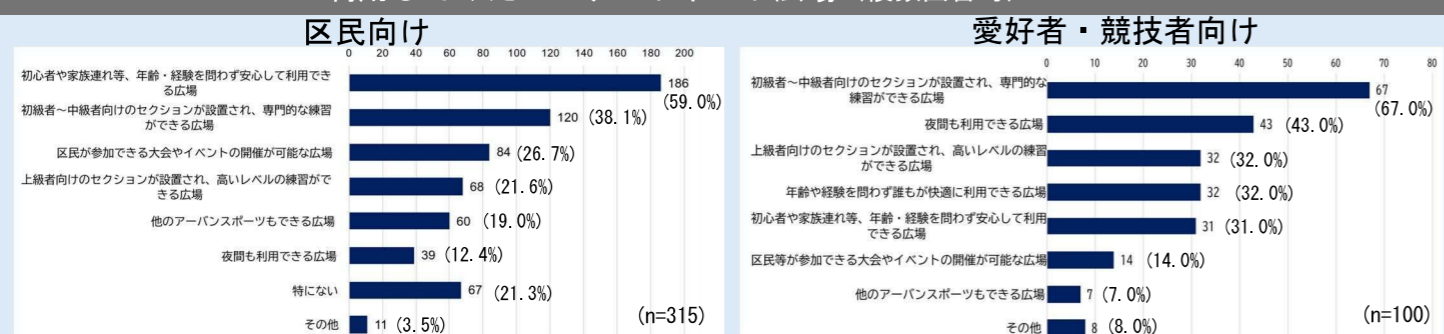 区民向け
0 20 40 60 80 100 120 140 160 180 200
初心者や家族連れ等、年齢・経験を問わず安心して利用でき
る広場
186
(59.0%)
初級者～中級者向けのセクションが設置され、専門的な練習
ができる広場
120 (38.1%)
区民が参加できる大会やイベントの開催が可能な広場
84 (26.7%)
上級者向けのセクションが設置され、高いレベルの練習がで
きる広場
68 (21.6%)
他のアーバンスポーツもできる広場
60 (19.0%)
夜間も利用できる広場
39 (12.4%)
特にない
67 (21.3%)
その他
11 (3.5%)
(n=315)
愛好者・競技者向け
0 10 20 30 40 50 60 70 80
初級者～中級者向けのセクションが設置され、専門的な
練習ができる広場
67
(67.0%)
夜間も利用できる広場
43 (43.0%)
上級者向けのセクションが設置され、高いレベルの練習
ができる広場
32 (32.0%)
年齢や経験を問わず誰もが快適に利用できる広場
32 (32.0%)
初心者や家族連れ等、年齢・経験を問わず安心して利用
できる広場
31 (31.0%)
区民等が参加できる大会やイベントの開催が可能な広場
14 (14.0%)
他のアーバンスポーツもできる広場
7 (7.0%)
その他
8 (8.0%)
(n=100)